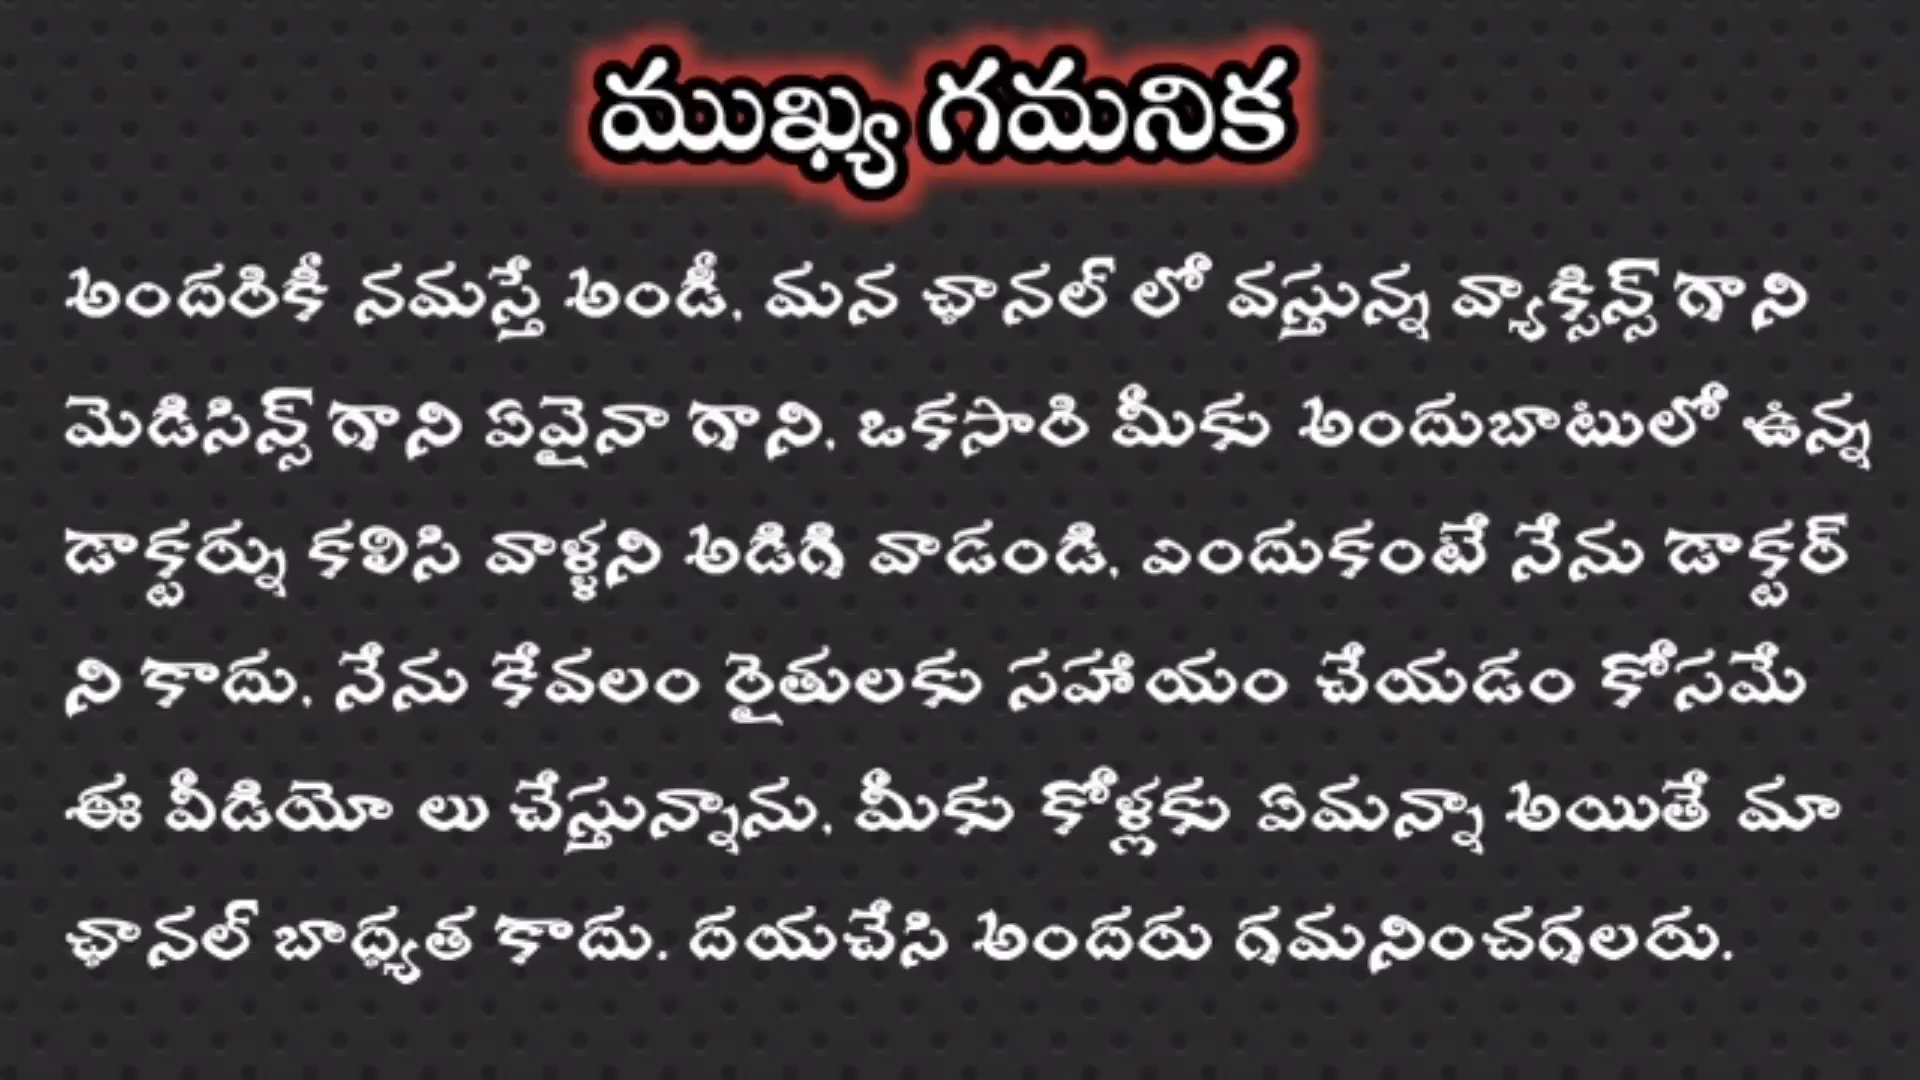 ముఖ్య గమనిక
అందరికీ నమస్తే అండీ. మన ఛానల్ లో వస్తున్న వ్యాక్సిన్స్ గాని
మెడిసిన్స్ గాని ఏవైనా గాని. ఒకసారి మీకు అందుబాటులో ఉన్న
డాక్టర్ను కలిసి వాళ్ళని అడిగి వాడండి. ఎందుకంటే నేను డాక్టర్
ని కాదు. నేను కేవలం రైతులకు సహాయం చేయడం కోసమే
ఈ వీడియో లు చేస్తున్నాను. మీకు కోళ్లకు ఏమన్నా అయితే మా
ఛానల్ బాధ్యత కాదు. దయచేసి అందరు గమనించగలరు.